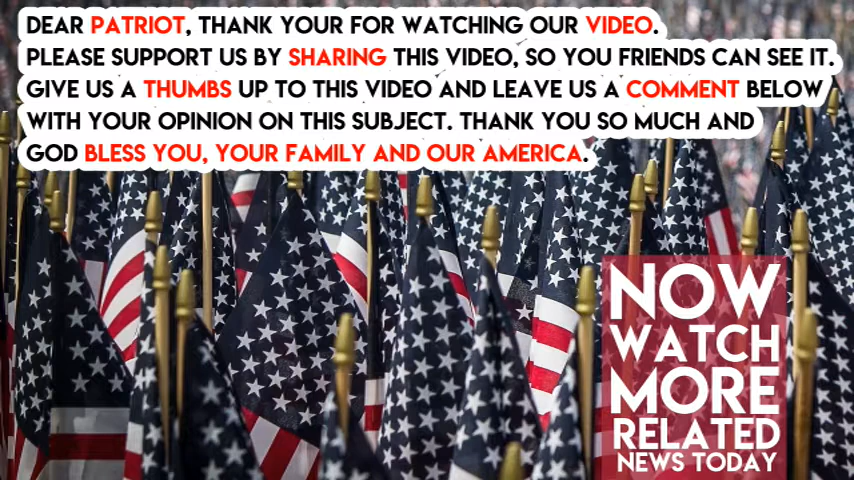 DEAR PATRIOT, THANK YOUR FOR WATCHING OUR VIDEO.
PLEASE SUPPORT US BY SHARING THIS VIDEO, SO YOU FRIENDS CAN SEE IT.
GIVE US A THUMBS UP TO THIS VIDEO AND LEAVE US A COMMENT BELOW
WITH YOUR OPINION ON THIS SUBJECT. THANK YOU SO MUCH AND
GOD BLESS YOU, YOUR FAMILY AND OUR AMERICA.
NOW
WATCH
MORE
RELATED
NEWS TODAY